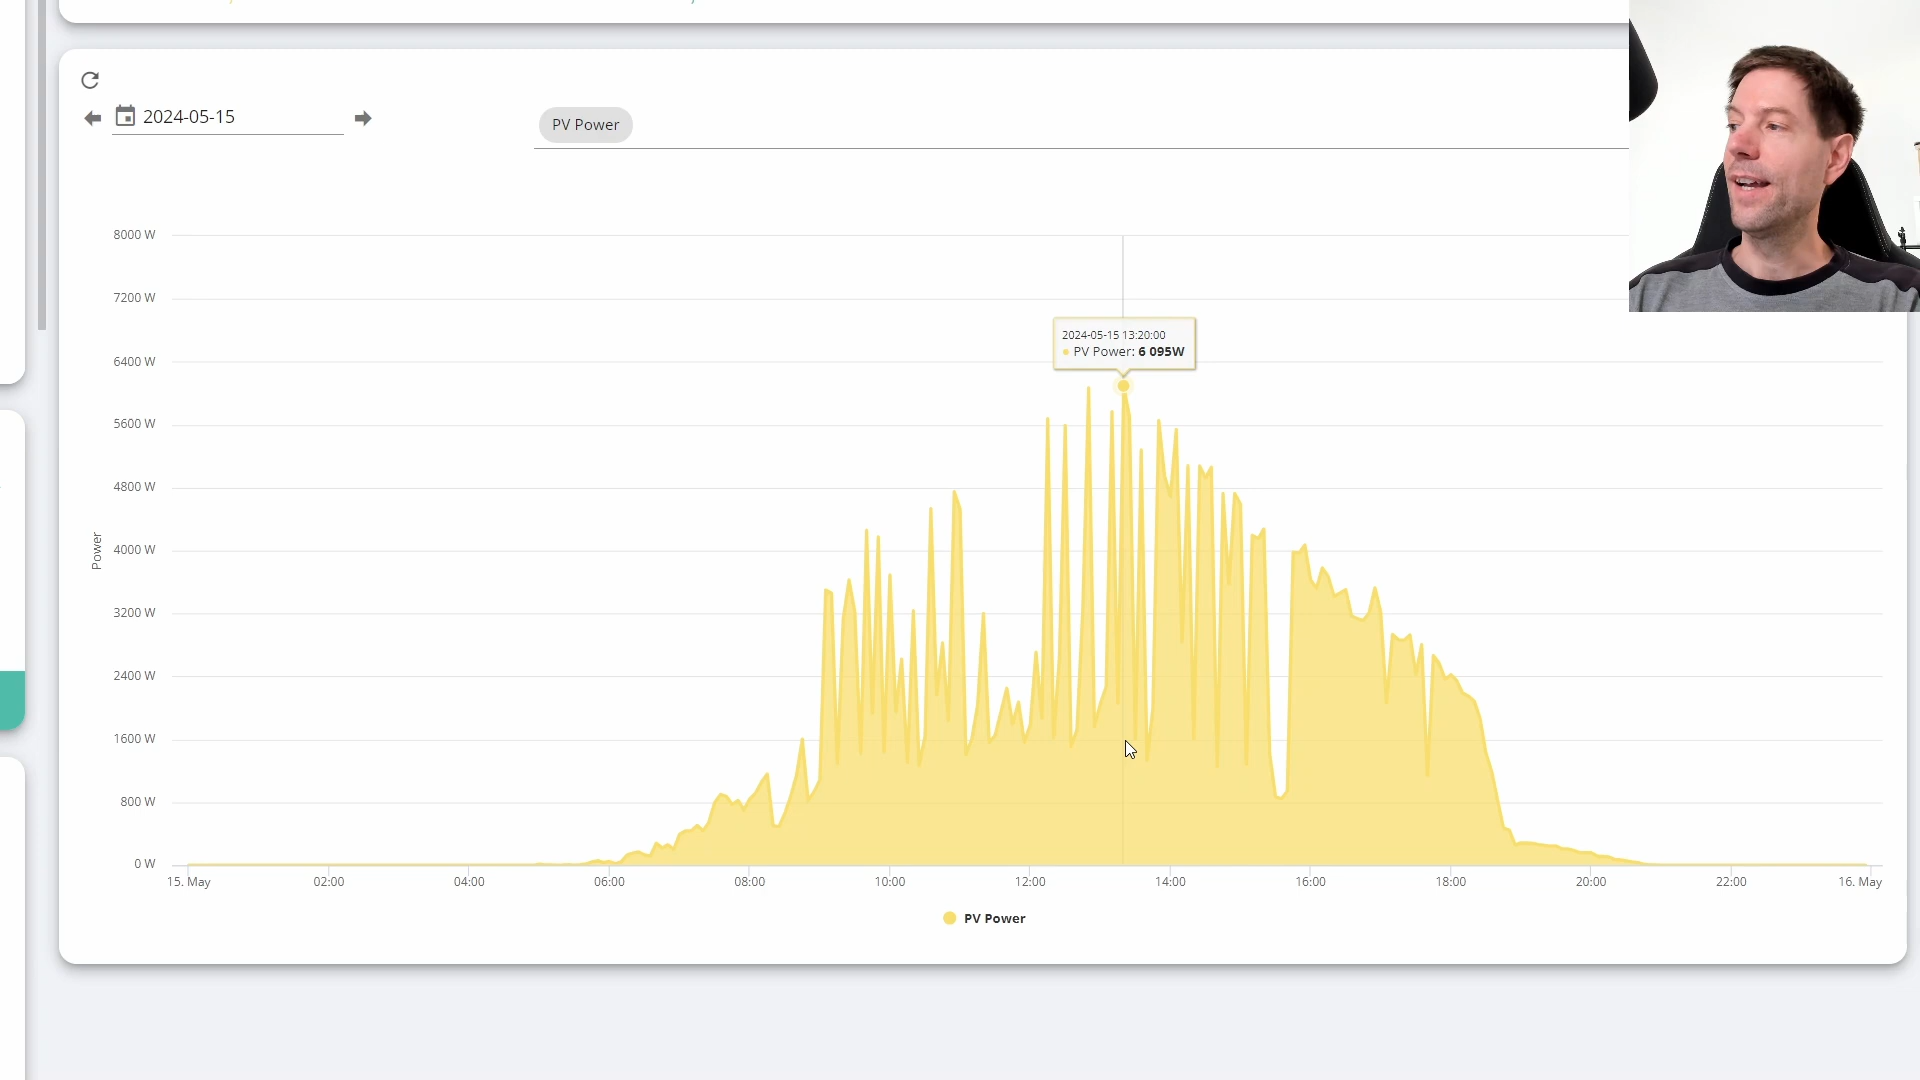 2024-05-15
PV Power
8000 W
7200 W
2024-05-15 13:20:00
PV Power: 6 095W
6400 W
5600 W
4800 W
Power
4000 W
3200 W
2400 W
1600 W
800 W
0 W
15. May 02:00 04:00 06:00 08:00 10:00 12:00 14:00 16:00 18:00 20:00 22:00 16. May
PV Power